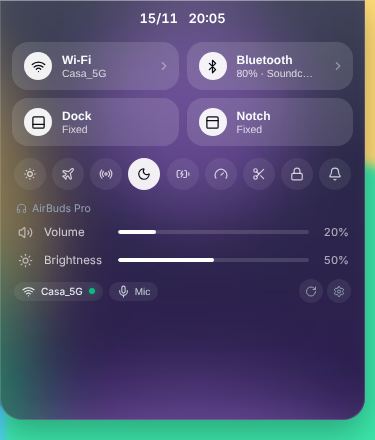 15/11 20:05
Wi-Fi
Casa_5G
Bluetooth
80% · Soundc…
Dock
Fixed
Notch
Fixed
AirBuds Pro
Volume 20%
Brightness 50%
Casa_5G Mic